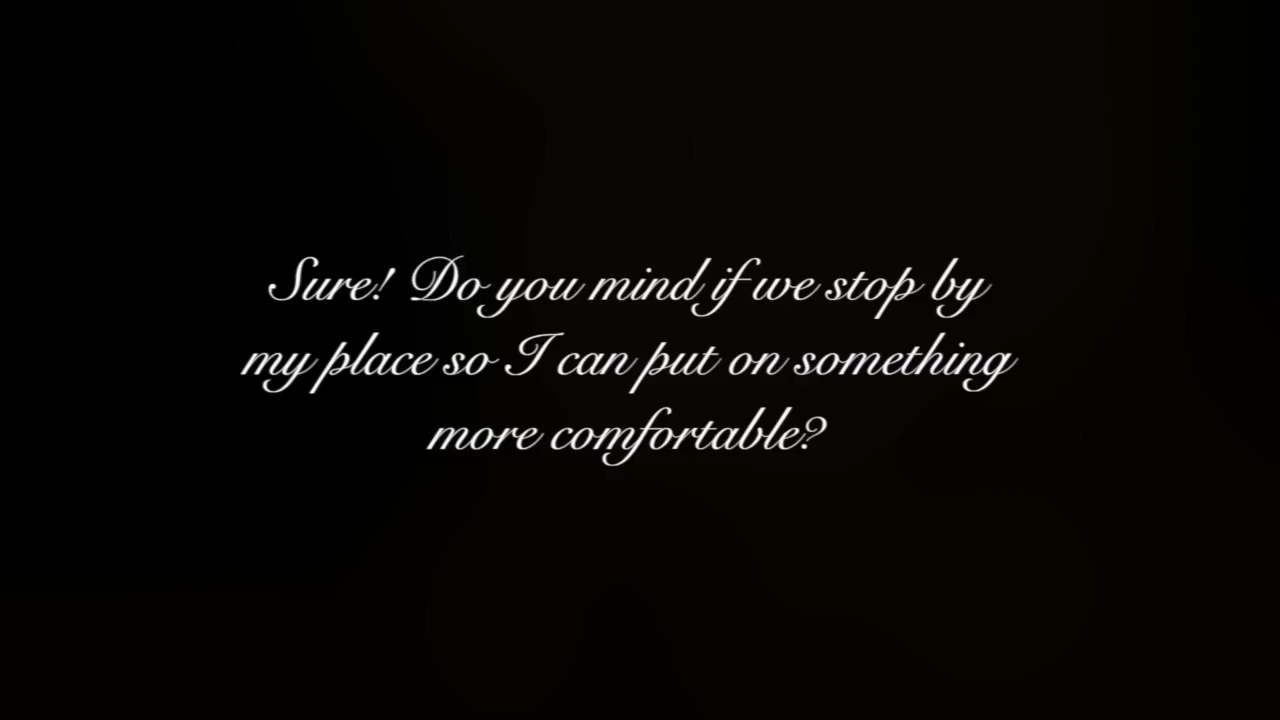 Sure! Do you mind if we stop by
my place so I can put on something
more comfortable?